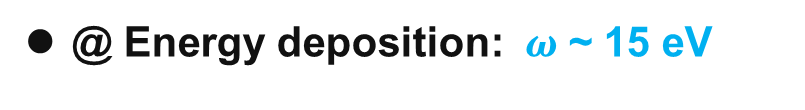 ● @ Energy deposition: ω ~ 15 eV